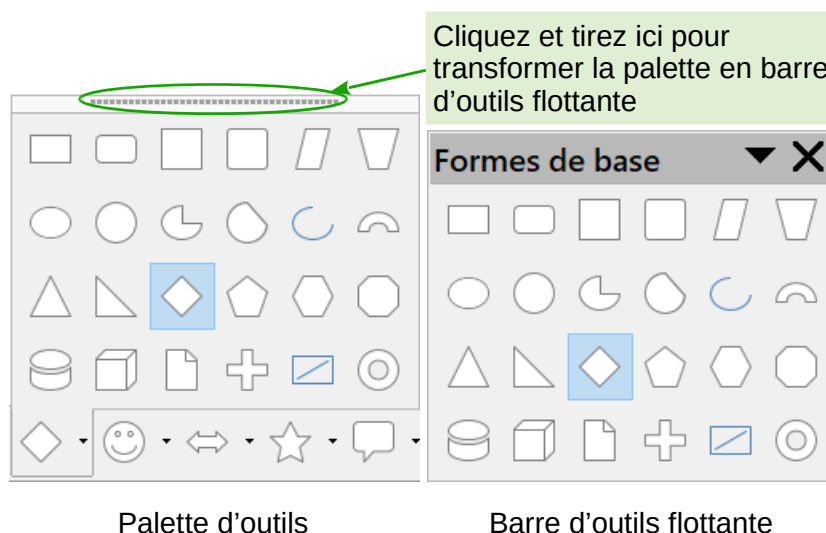 Cliquez et tirez ici pour
transformer la palette en barre
d'outils flottante
Formes de base
Palette d'outils
Barre d'outils flottante